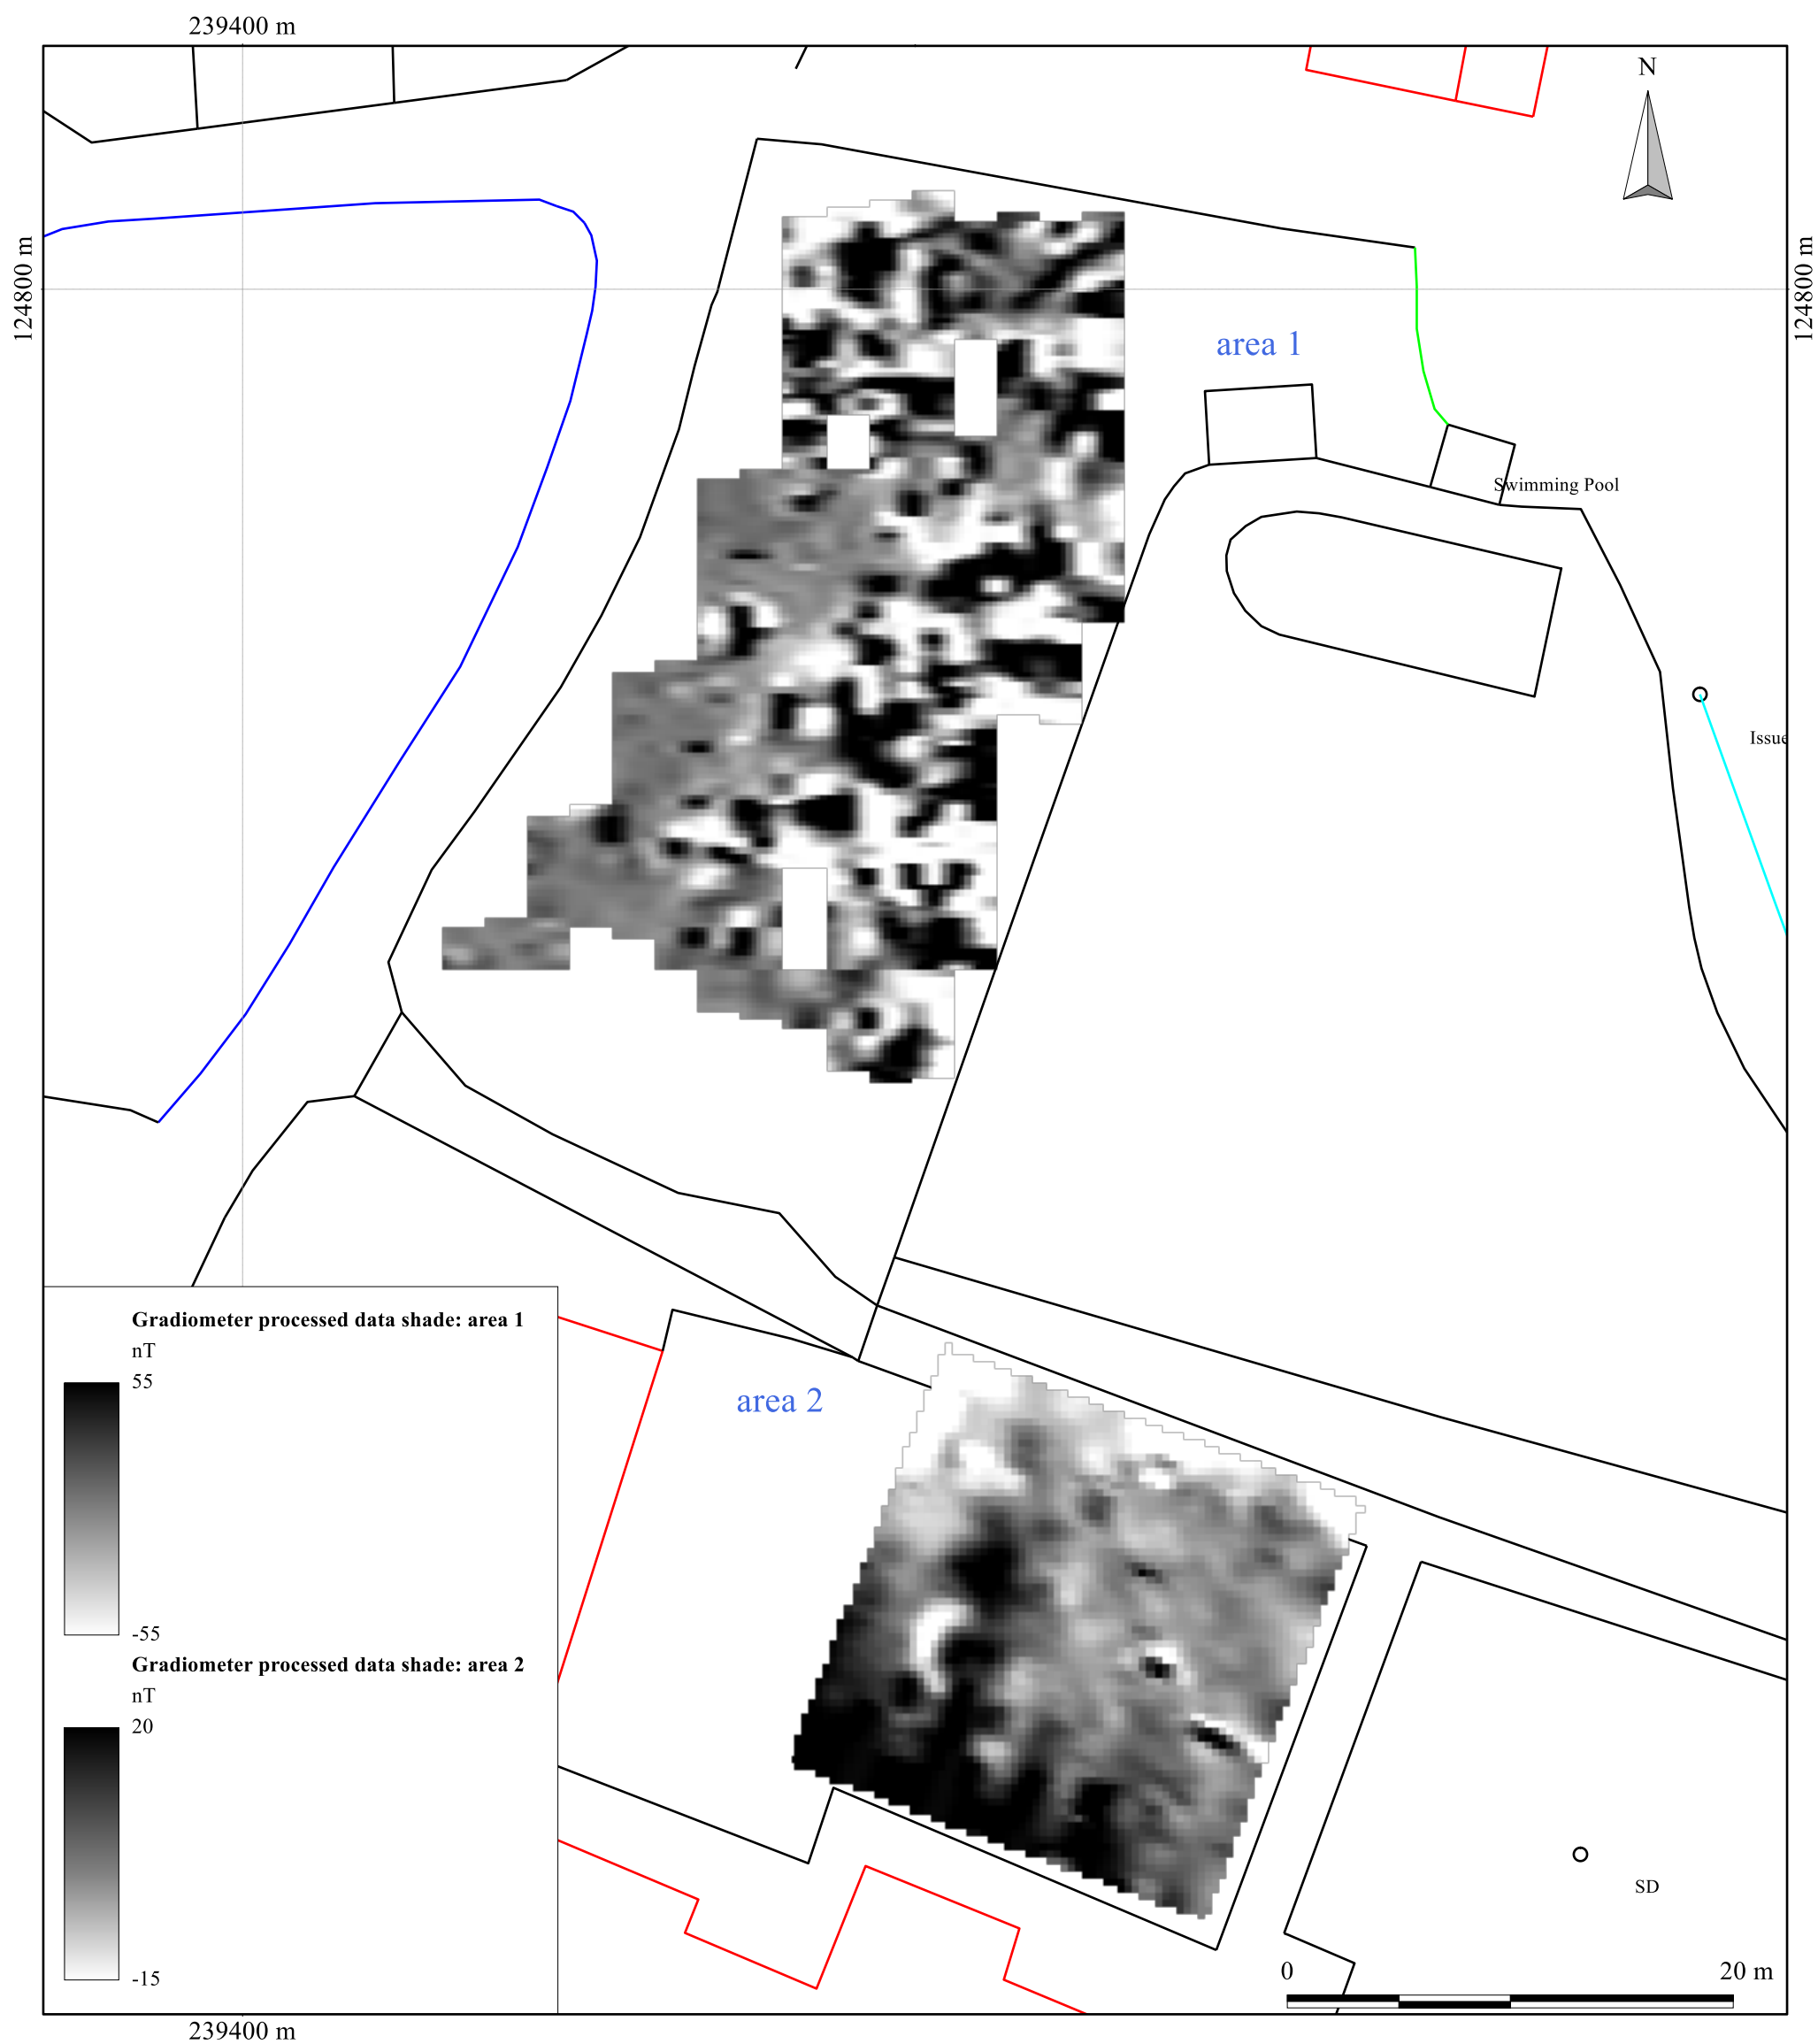 239400 m
N
124800 m
124800 m
area 1
Swimming Pool
Issue
Gradiometer processed data shade: area 1
nT
55
-55
area 2
Gradiometer processed data shade: area 2
nT
20
-15
SD
0
20 m
239400 m